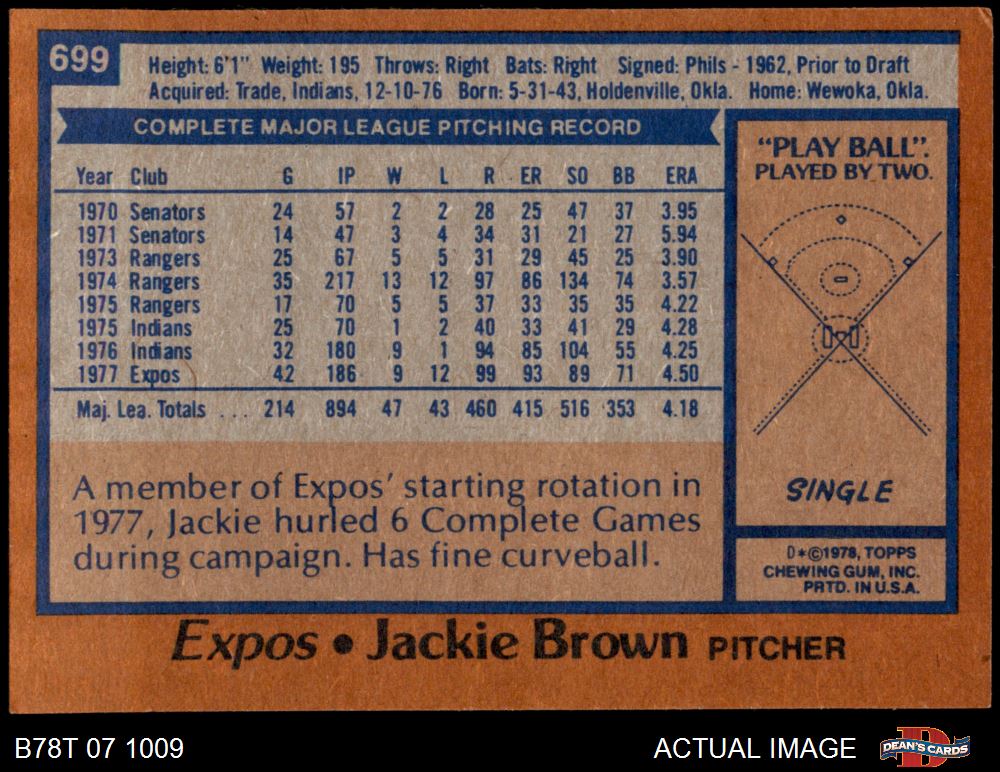 699
Height: 6'1" Weight: 195 Throws: Right Bats: Right Signed: Phils - 1962, Prior to Draft
Acquired: Trade, Indians, 12-10-76 Born: 5-31-43, Holdenville, Okla. Home: Wewoka, Okla.
COMPLETE MAJOR LEAGUE PITCHING RECORD
Year Club G IP W L R ER SO BB ERA
1970 Senators 24 57 2 2 28 25 47 37 3.95
1971 Senators 14 47 3 4 34 31 21 27 5.94
1973 Rangers 25 67 5 5 31 29 45 25 3.90
1974 Rangers 35 217 13 12 97 86 134 74 3.57
1975 Rangers 17 70 5 5 37 33 35 35 4.22
1975 Indians 25 70 1 2 40 33 41 29 4.28
1976 Indians 32 180 9 1 94 85 104 55 4.25
1977 Expos 42 186 9 12 99 93 89 71 4.50
Maj. Lea. Totals ... 214 894 47 43 460 415 516 353 4.18
A member of Expos' starting rotation in
1977, Jackie hurled 6 Complete Games
during campaign. Has fine curveball.
"PLAY BALL".
PLAYED BY TWO.
SINGLE
D*©1978, TOPPS
CHEWING GUM, INC.
PRTD. IN U.S.A.
Expos • Jackie Brown PITCHER
B78T 07 1009
ACTUAL IMAGE
DEAN'S CARDS